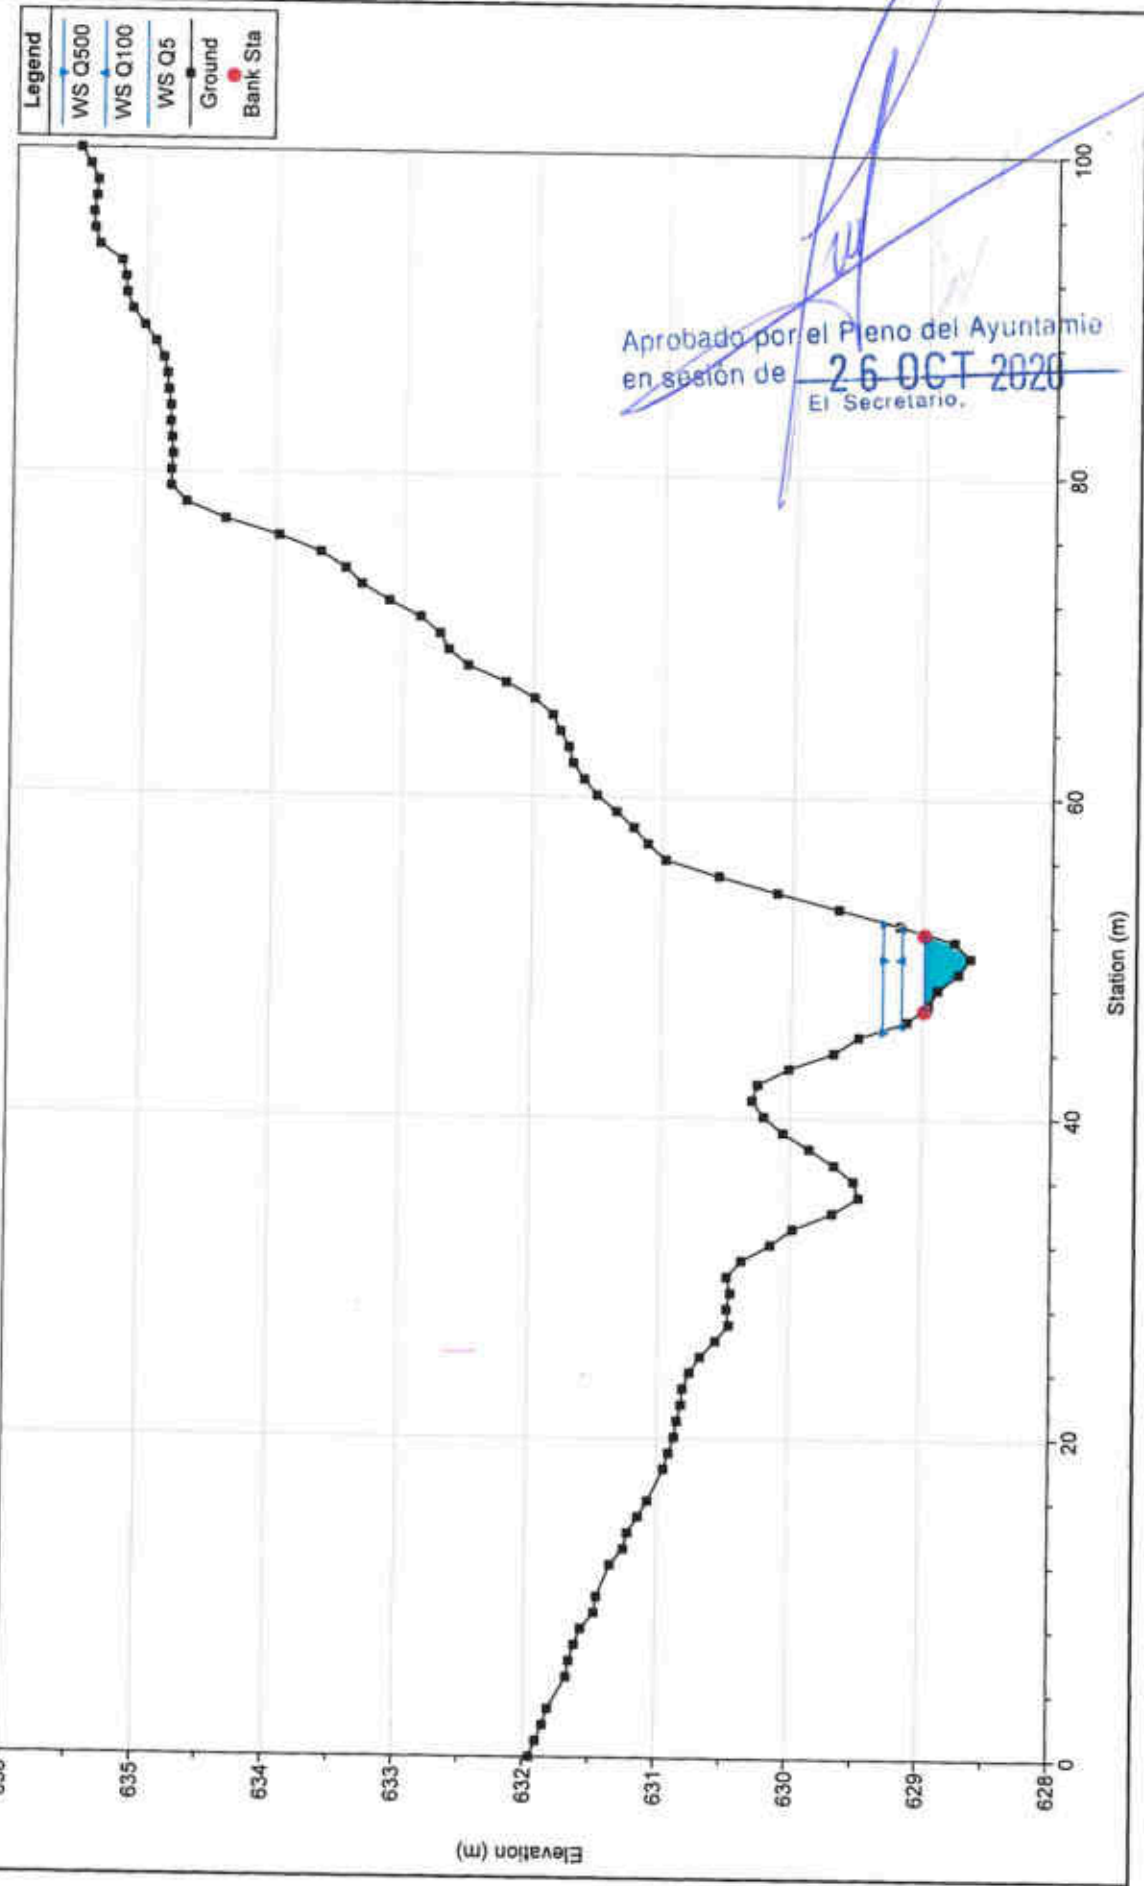 Legend
WS Q500
WS Q100
WS Q5
Ground
Bank Sta
Aprobado por el Pleno del Ayuntamie
en sesión de 26 OCT 2020
El Secretario.
Elevation (m)
635
634
633
632
631
630
629
628
0
20
40
60
80
100
Station (m)